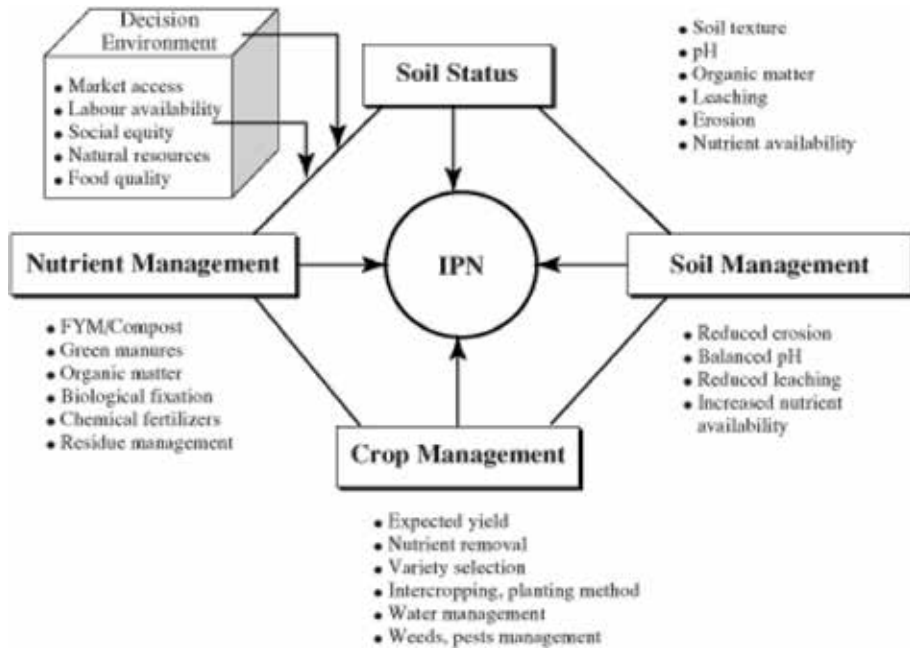 Decision
Environment
• Market access
• Labour availability
• Social equity
• Natural resources
• Food quality
Soil Status
• Soil texture
• pH
• Organic matter
• Leaching
• Erosion
• Nutrient availability
Nutrient Management
IPN
Soil Management
• FYM/Compost
• Green manures
• Organic matter
• Biological fixation
• Chemical fertilizers
• Residue management
• Reduced erosion
• Balanced pH
• Reduced leaching
• Increased nutrient
availability
Crop Management
• Expected yield
• Nutrient removal
• Variety selection
• Intercropping, planting method
• Water management
• Weeds, pests management